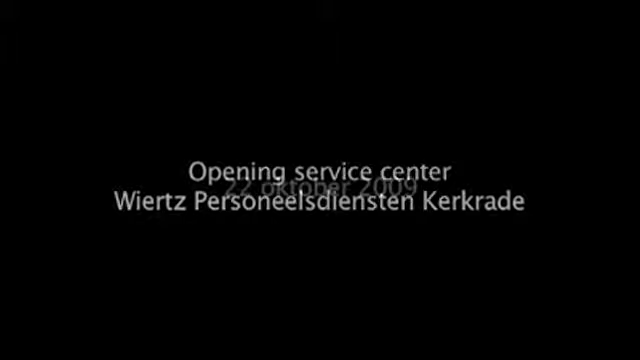 Opening service center
22 oktober 2009
Wiertz Personeelsdiensten Kerkrade